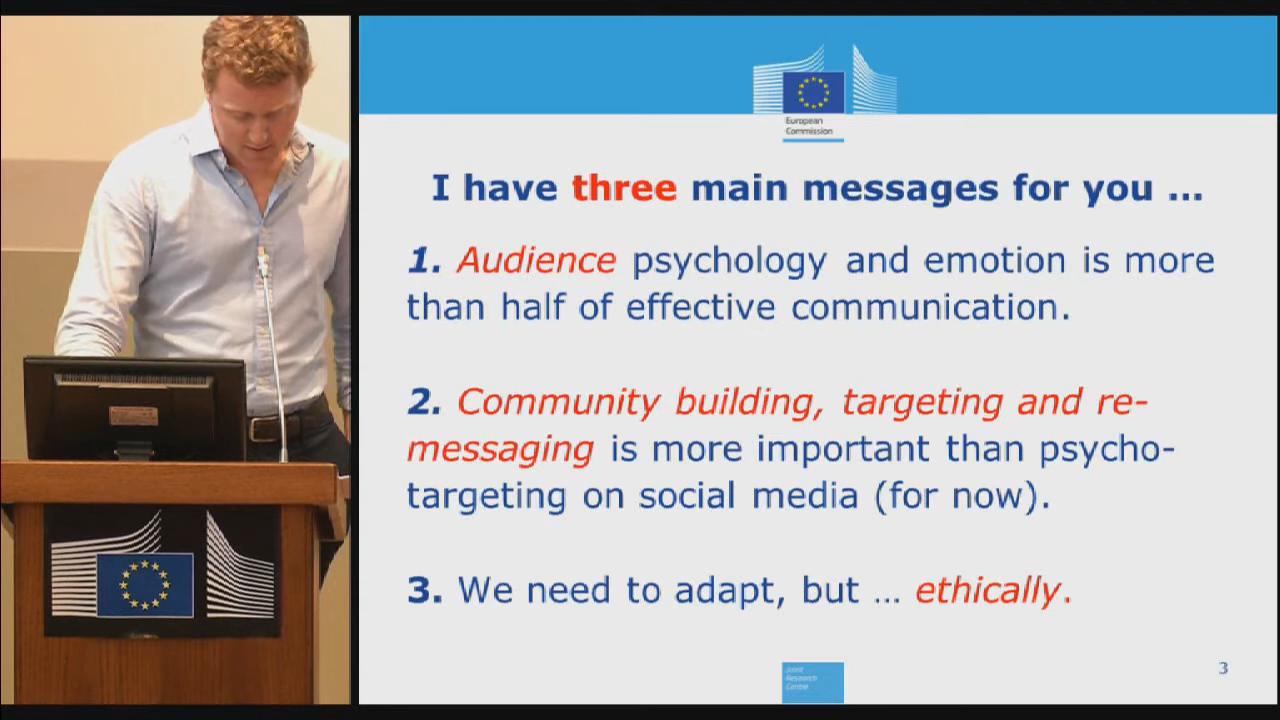 European
Commission
I have three main messages for you ...
1. Audience psychology and emotion is more
than half of effective communication.
2. Community building, targeting and re-
messaging is more important than psycho-
targeting on social media (for now).
3. We need to adapt, but ... ethically.
Joint
Research
Centre
3